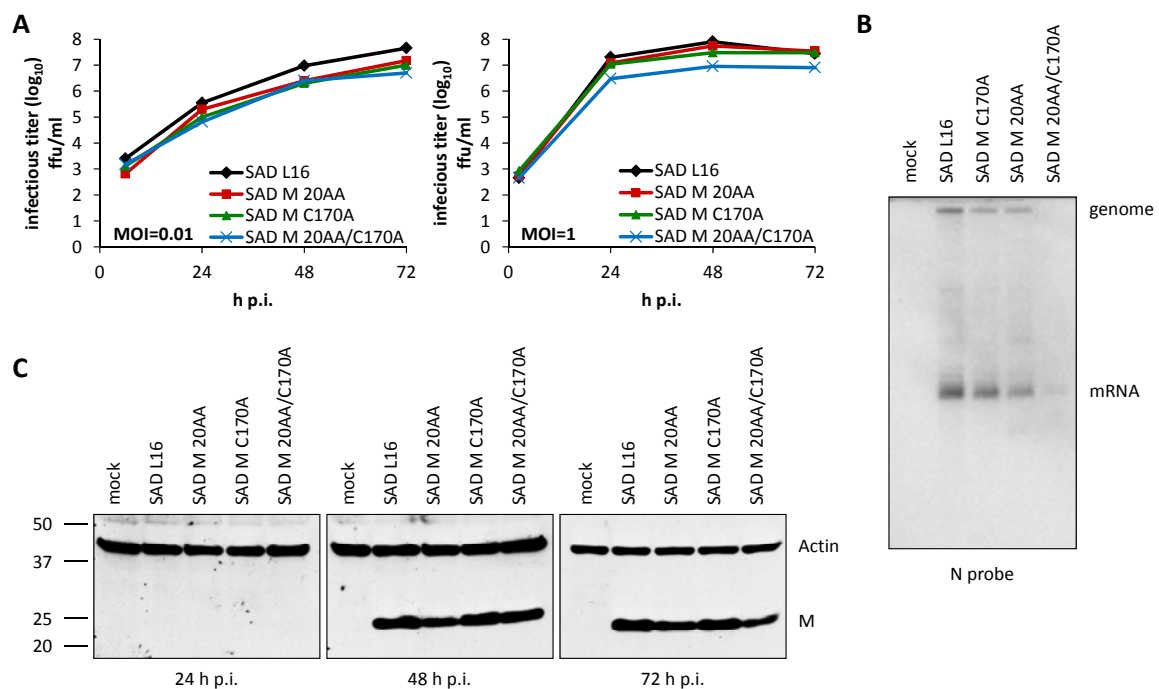 A
infectious titer (log10)
ffu/ml
8
7
6
5
4
3
2
1
0
0
24
48
72
MOI=0.01
SAD L16
SAD M 20AA
SAD M C170A
SAD M 20AA/C170A
h p.i.
infecious titer (log10)
ffu/ml
8
7
6
5
4
3
2
1
0
0
24
48
72
MOI=1
SAD L16
SAD M 20AA
SAD M C170A
SAD M 20AA/C170A
h p.i.
B
mock
SAD L16
SAD M C170A
SAD M 20AA
SAD M 20AA/C170A
genome
mRNA
N probe
C
mock
SAD L16
SAD M 20AA
SAD M C170A
SAD M 20AA/C170A
mock
SAD L16
SAD M 20AA
SAD M C170A
SAD M 20AA/C170A
mock
SAD L16
SAD M 20AA
SAD M C170A
SAD M 20AA/C170A
50
37
25
20
Actin
M
24 h p.i.
48 h p.i.
72 h p.i.